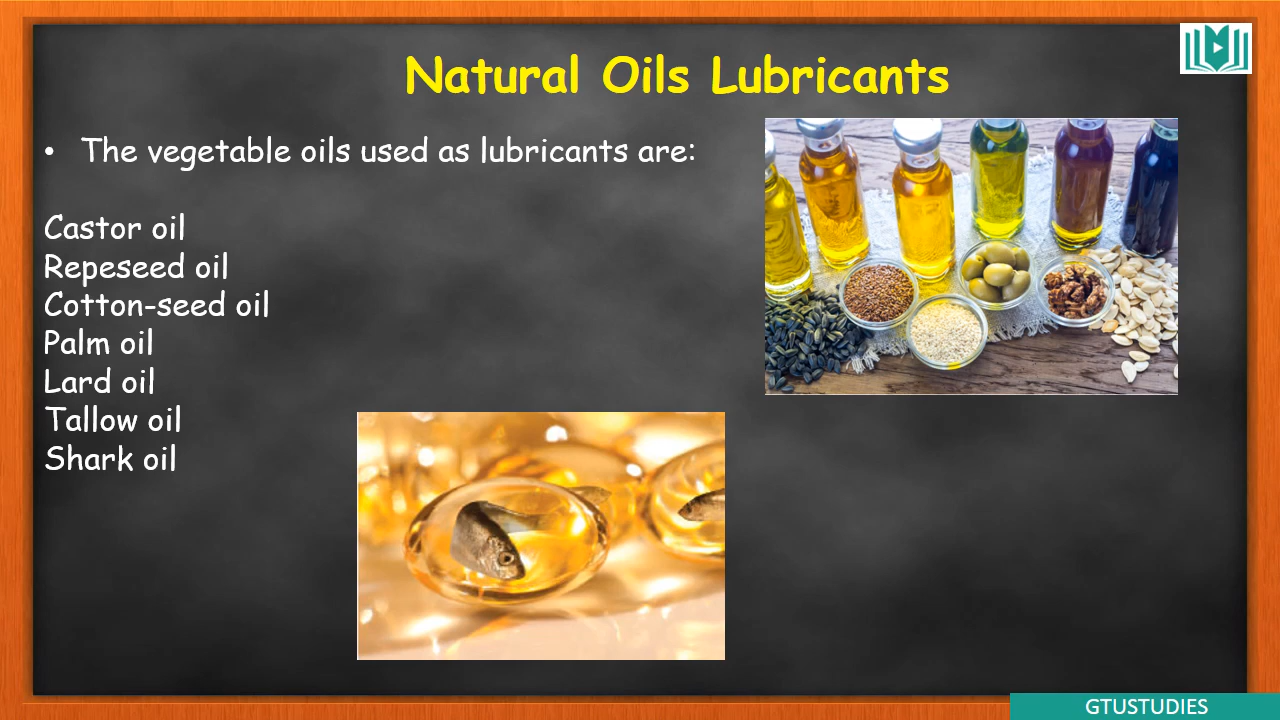 Natural Oils Lubricants
• The vegetable oils used as lubricants are:
Castor oil
Repeseed oil
Cotton-seed oil
Palm oil
Lard oil
Tallow oil
Shark oil
GTUSTUDIES